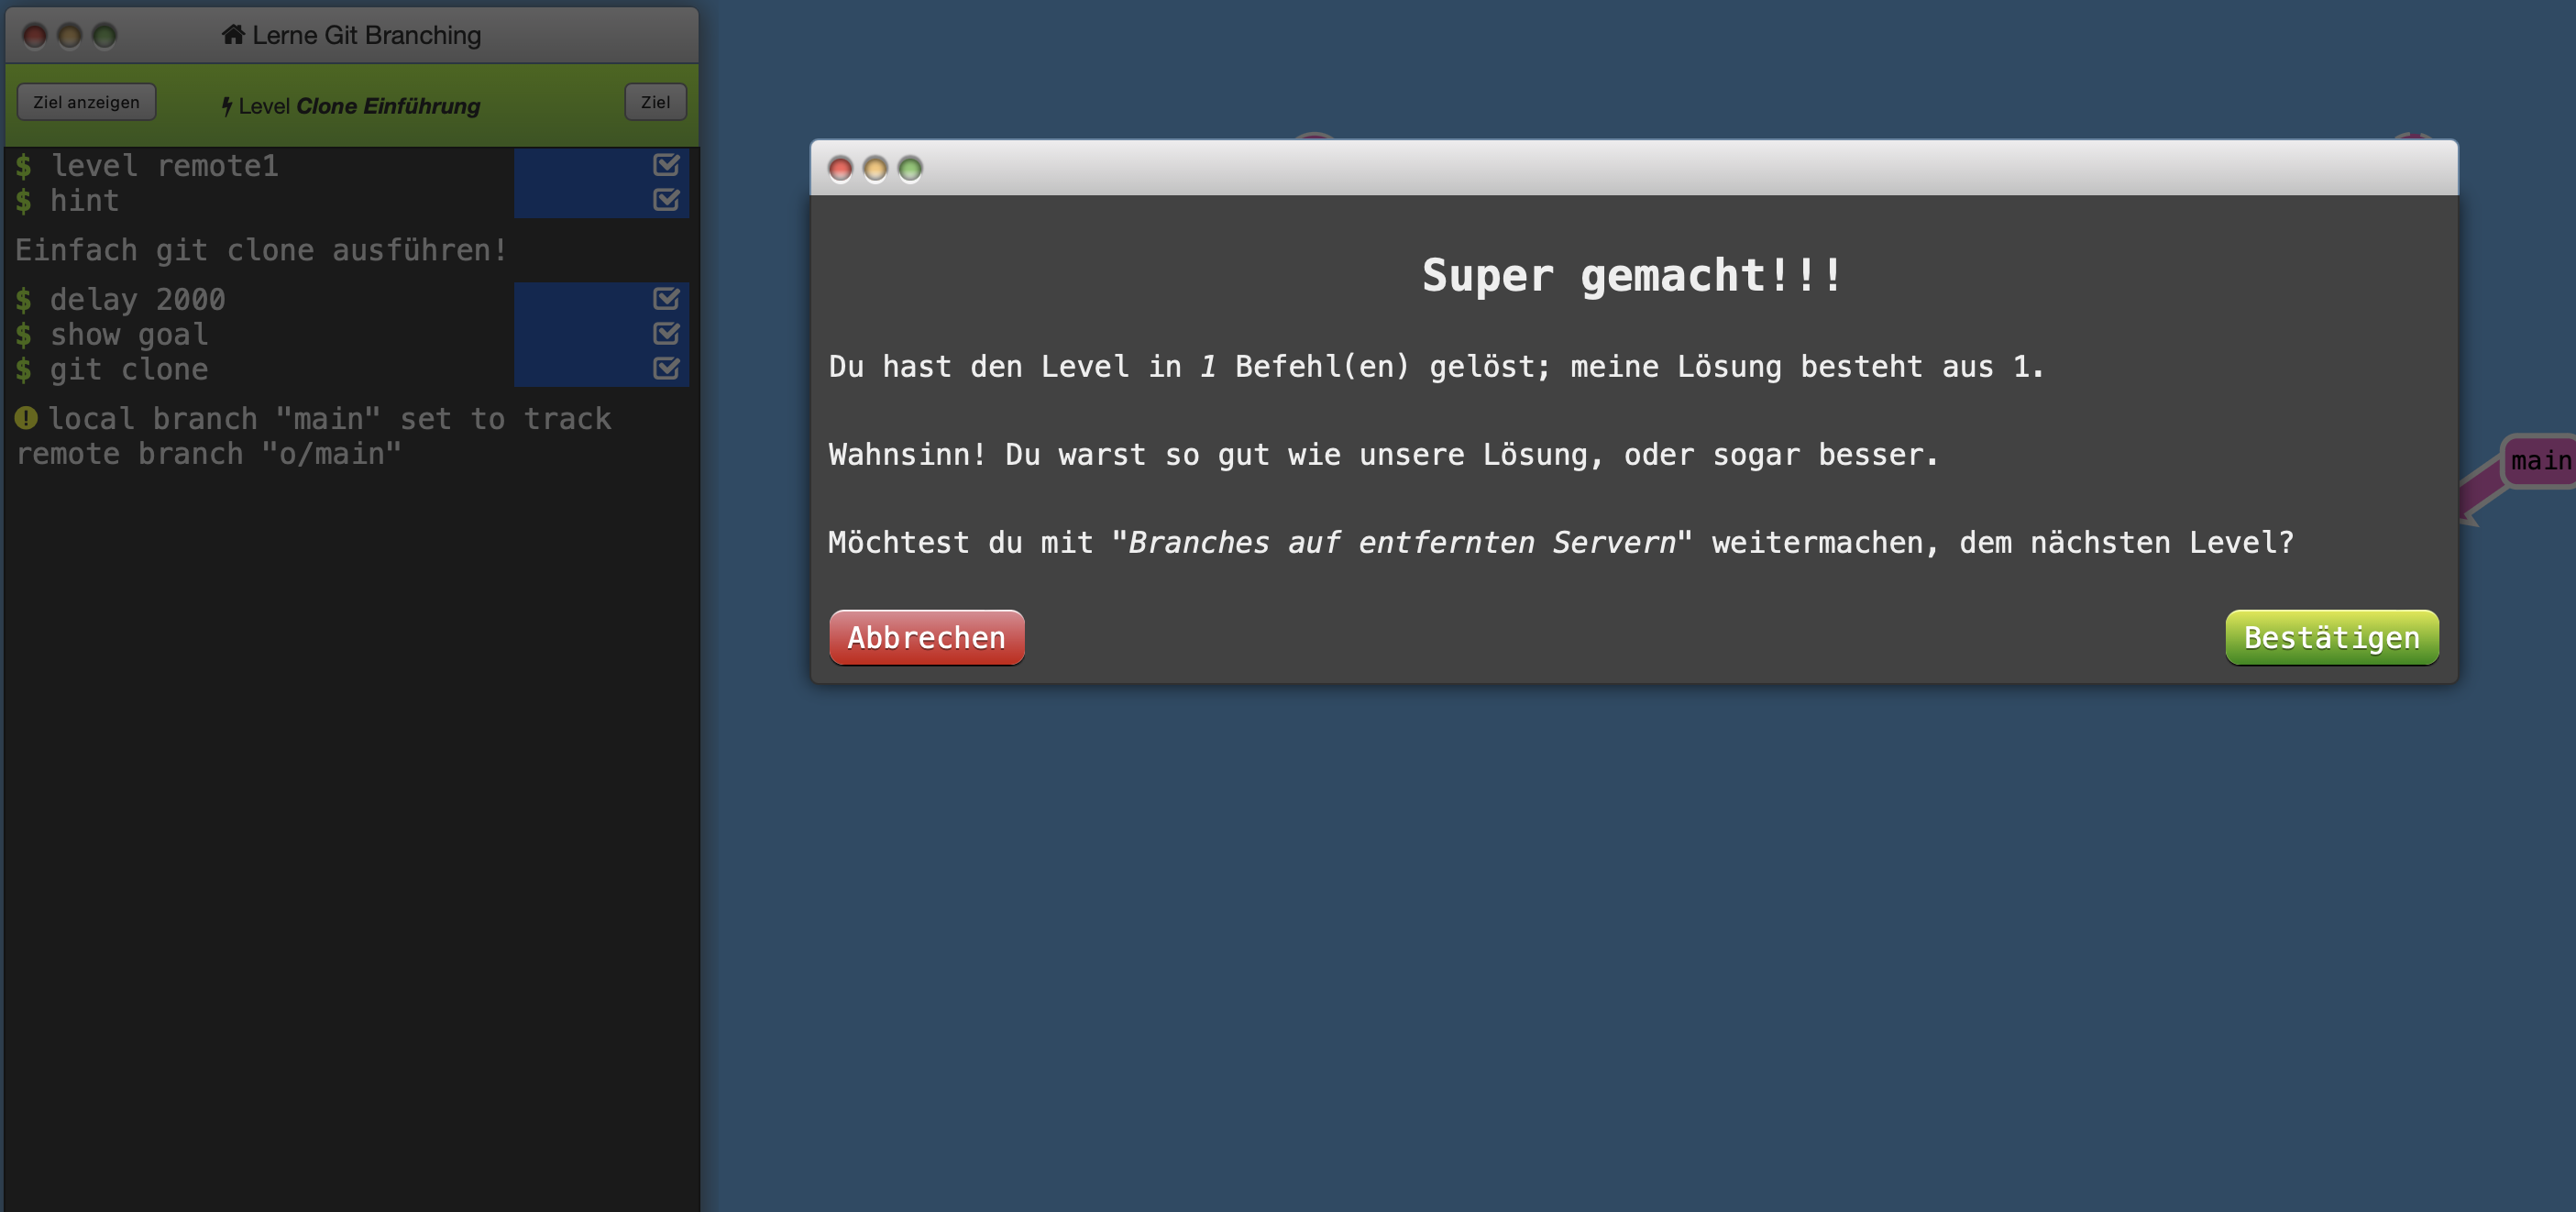 Lerne Git Branching
Ziel anzeigen
Level Clone Einführung
Ziel
$ level remote1
$ hint
Einfach git clone ausführen!
$ delay 2000
$ show goal
$ git clone
local branch "main" set to track
remote branch "o/main"
Super gemacht!!!
Du hast den Level in 1 Befehl(en) gelöst; meine Lösung besteht aus 1.
Wahnsinn! Du warst so gut wie unsere Lösung, oder sogar besser.
Möchtest du mit "Branches auf entfernten Servern" weitermachen, dem nächsten Level?
Abbrechen
Bestätigen
main